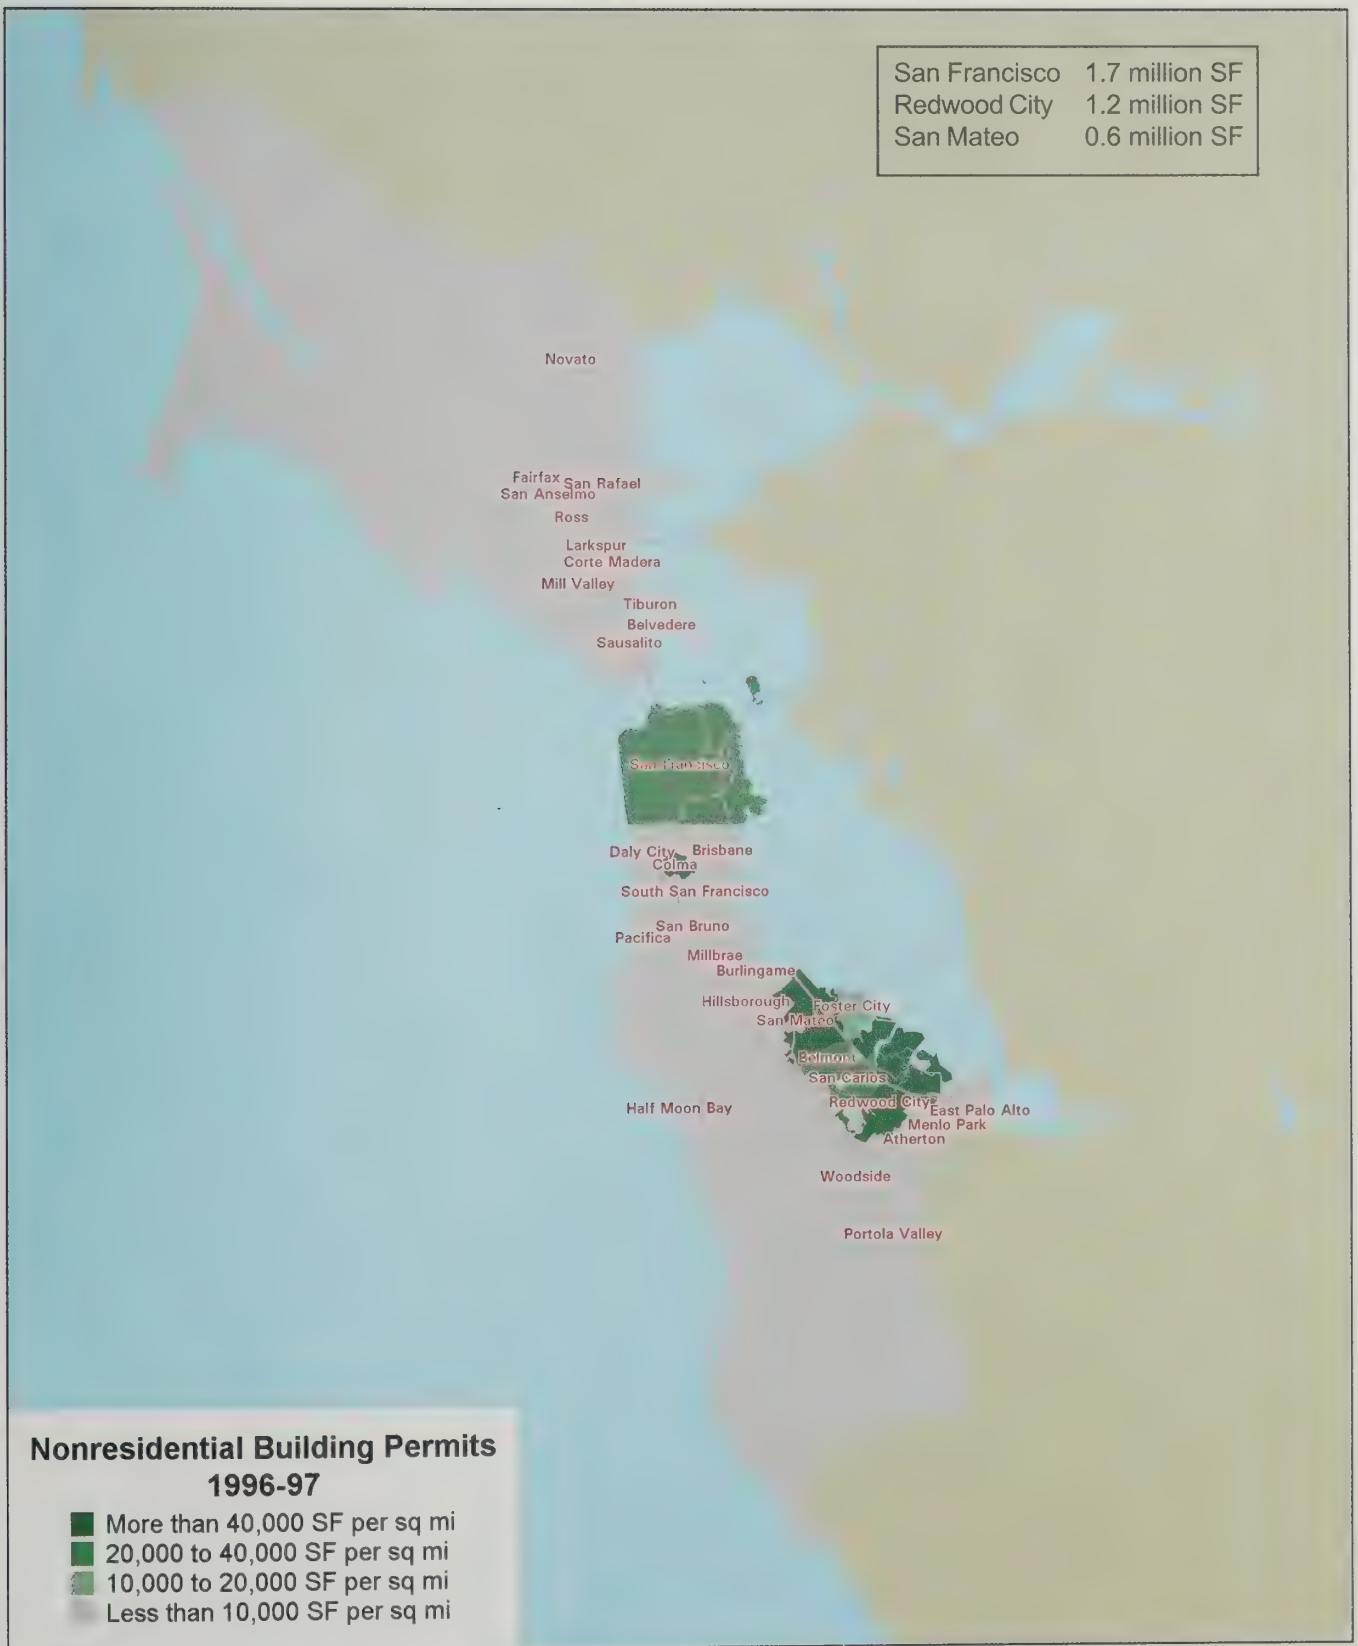 San Francisco 1.7 million SF
Redwood City 1.2 million SF
San Mateo 0.6 million SF
Novato
Fairfax
San Rafael
San Anselmo
Ross
Larkspur
Corte Madera
Mill Valley
Tiburon
Belvedere
Sausalito
San Francisco
Daly City
Brisbane
Colma
South San Francisco
San Bruno
Pacifica
Millbrae
Burlingame
Hillsborough
Foster City
San Mateo
Belmont
San Carlos
Redwood City
Half Moon Bay
East Palo Alto
Menlo Park
Atherton
Woodside
Portola Valley
Nonresidential Building Permits
1996-97
More than 40,000 SF per sq mi
20,000 to 40,000 SF per sq mi
10,000 to 20,000 SF per sq mi
Less than 10,000 SF per sq mi